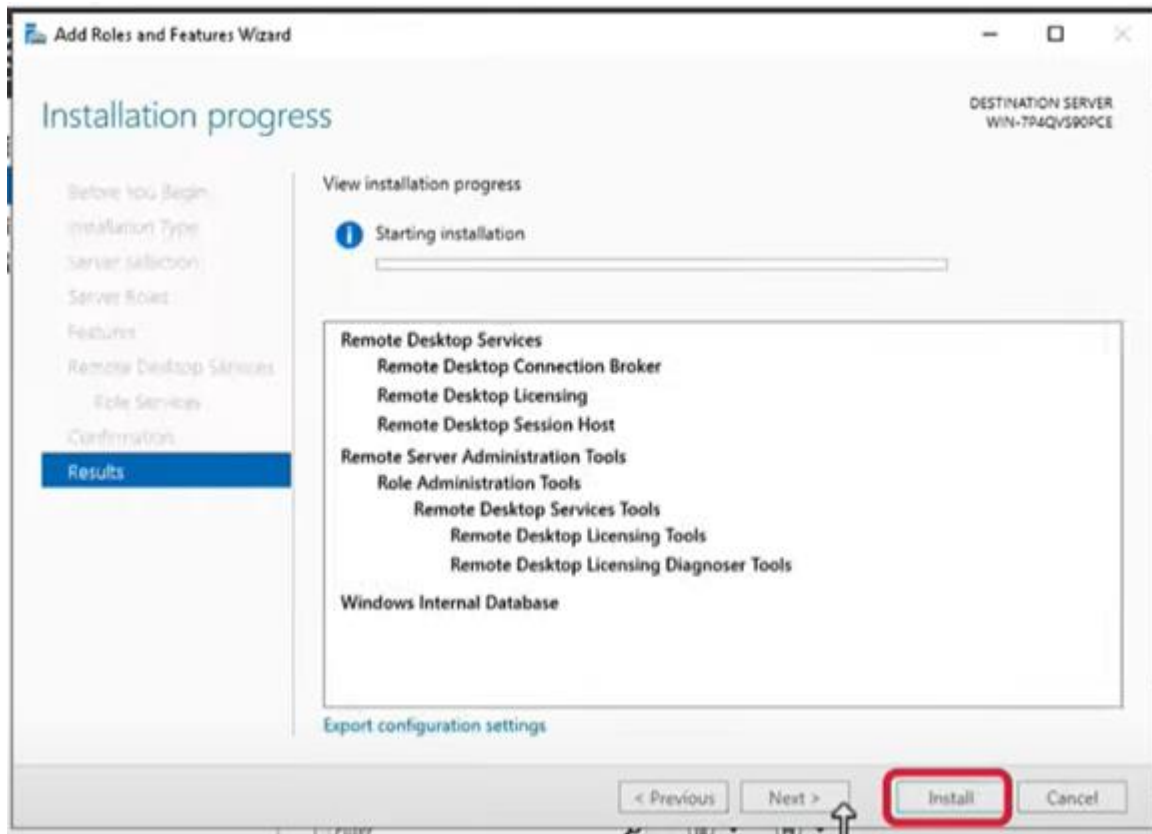 Add Roles and Features Wizard
Installation progress
DESTINATION SERVER
WIN-7P4QVS90PCE
Before You Begin
Installation Type
Server Selection
Server Roles
Features
Remote Desktop Services
Role Services
Confirmation
Results
View installation progress
Starting installation
Remote Desktop Services
Remote Desktop Connection Broker
Remote Desktop Licensing
Remote Desktop Session Host
Remote Server Administration Tools
Role Administration Tools
Remote Desktop Services Tools
Remote Desktop Licensing Tools
Remote Desktop Licensing Diagnoser Tools
Windows Internal Database
Export configuration settings
< Previous
Next >
Install
Cancel